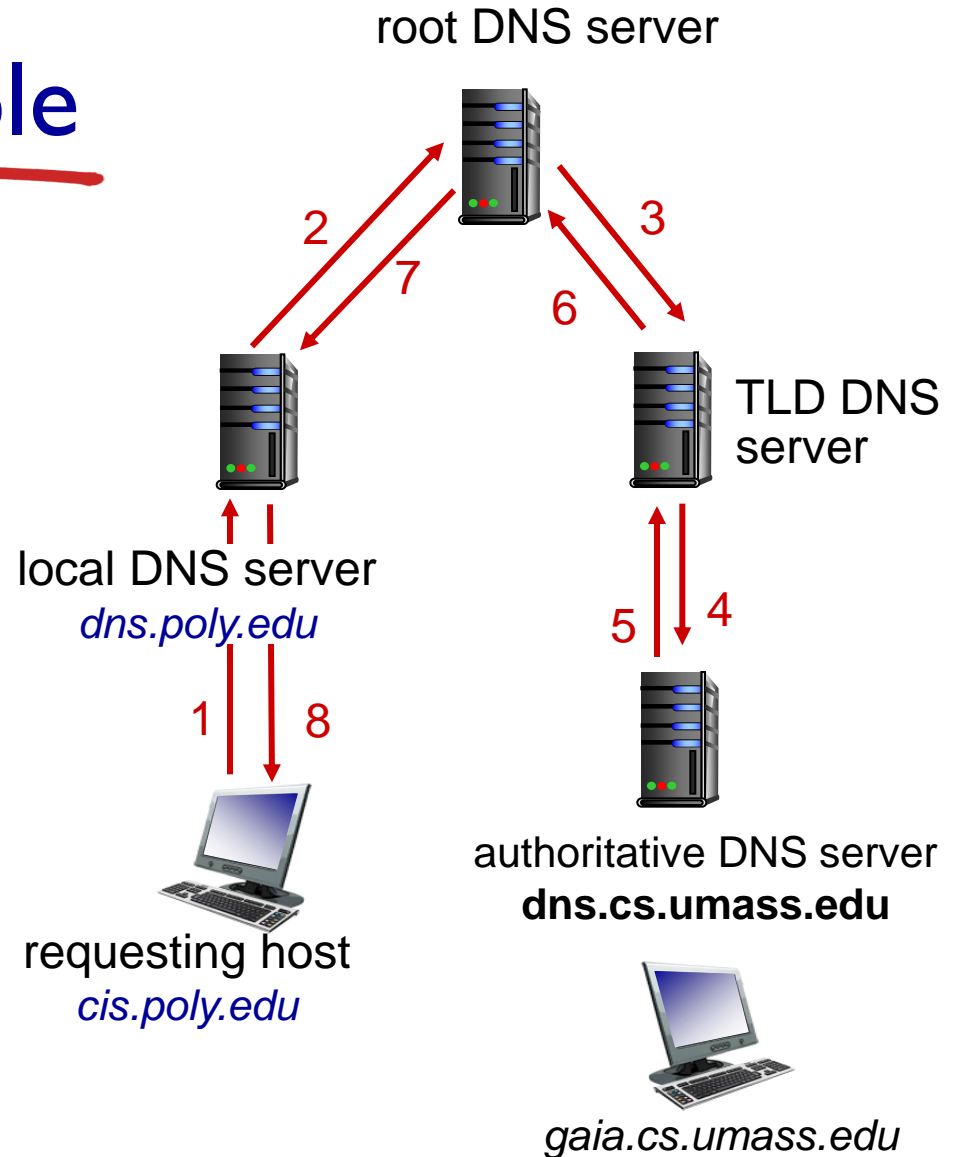 root DNS server
ole
2
3
7
6
TLD DNS
server
local DNS server
dns.poly.edu
5
4
1
8
authoritative DNS server
dns.cs.umass.edu
requesting host
cis.poly.edu
gaia.cs.umass.edu